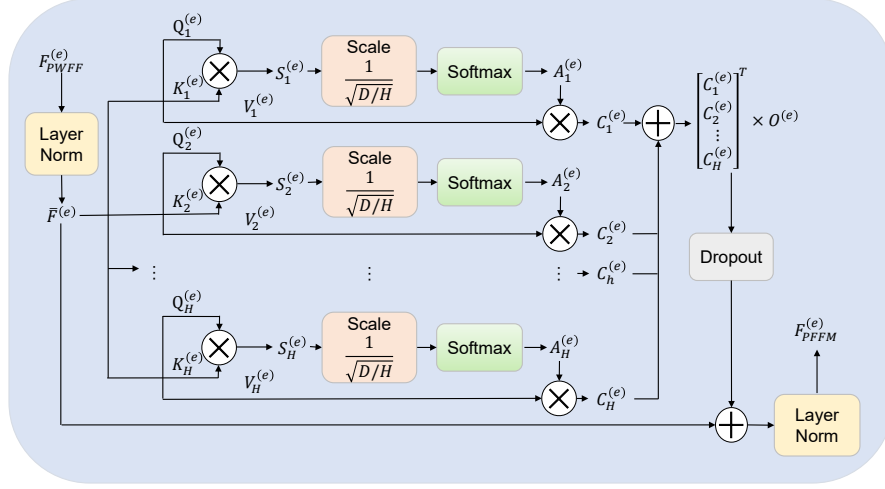 F_{PWFF}^{(e)}
Layer
Norm
F̄^{(e)}
Q_1^{(e)}
K_1^{(e)}
V_1^{(e)}
S_1^{(e)}
Scale
1
√(D/H)
Softmax
A_1^{(e)}
C_1^{(e)}
Q_2^{(e)}
K_2^{(e)}
V_2^{(e)}
S_2^{(e)}
Scale
1
√(D/H)
Softmax
A_2^{(e)}
C_2^{(e)}
⋮ ⋮ ⋮ C_h^{(e)}
Q_H^{(e)}
K_H^{(e)}
V_H^{(e)}
S_H^{(e)}
Scale
1
√(D/H)
Softmax
A_H^{(e)}
C_H^{(e)}
C_1^{(e)}
C_2^{(e)}
⋮
C_H^{(e)}
T
× O^{(e)}
Dropout
F_{PFFM}^{(e)}
Layer
Norm